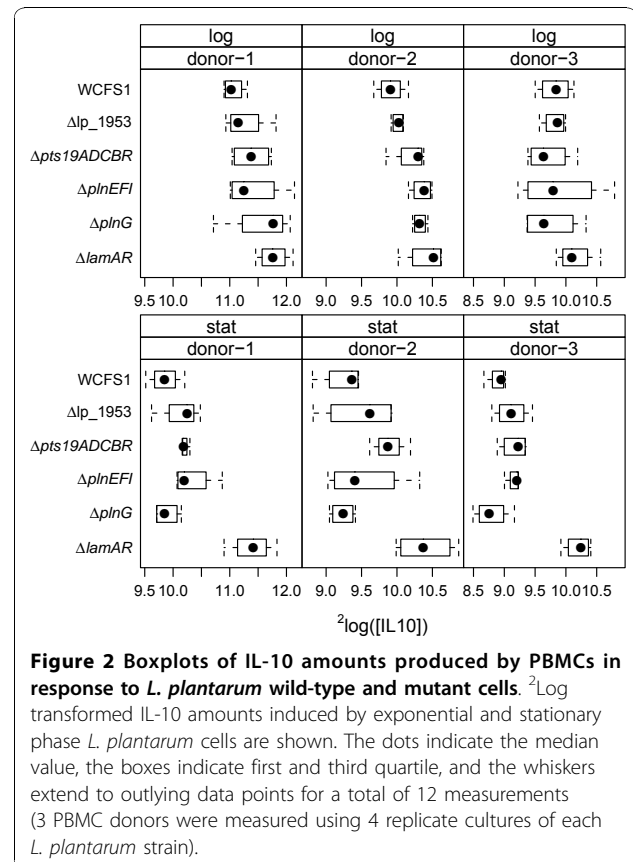 log log log
donor−1 donor−2 donor−3
WCFS1
Δlp_1953
Δpts19ADCBR
ΔplnEFI
ΔplnG
ΔlamAR
9.5 10.0 11.0 12.0 9.0 9.5 10.0 10.5 8.5 9.0 9.5 10.0 10.5
stat stat stat
donor−1 donor−2 donor−3
WCFS1
Δlp_1953
Δpts19ADCBR
ΔplnEFI
ΔplnG
ΔlamAR
9.5 10.0 11.0 12.0 9.0 9.5 10.0 10.5 8.5 9.0 9.5 10.0 10.5
²log([IL10])
Figure 2 Boxplots of IL-10 amounts produced by PBMCs in
response to L. plantarum wild-type and mutant cells. ²Log
transformed IL-10 amounts induced by exponential and stationary
phase L. plantarum cells are shown. The dots indicate the median
value, the boxes indicate first and third quartile, and the whiskers
extend to outlying data points for a total of 12 measurements
(3 PBMC donors were measured using 4 replicate cultures of each
L. plantarum strain).